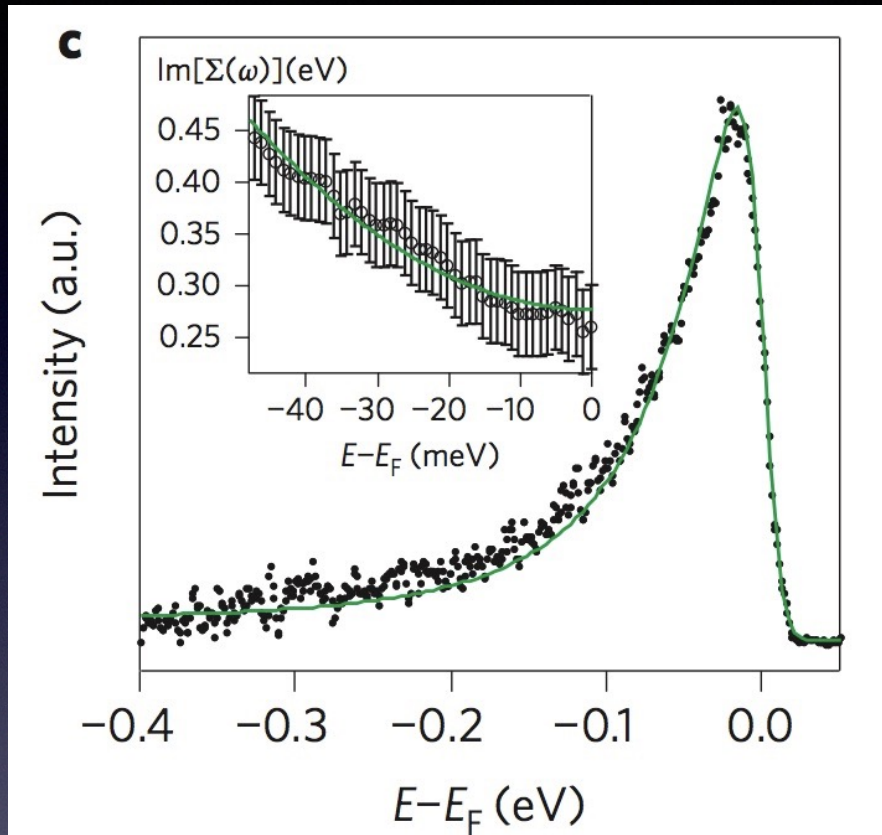 c
Im[Σ(ω)](eV)
0.45
0.40
0.35
0.30
0.25
−40 −30 −20 −10 0
E−EF (meV)
Intensity (a.u.)
−0.4 −0.3 −0.2 −0.1 0.0
E−EF (eV)